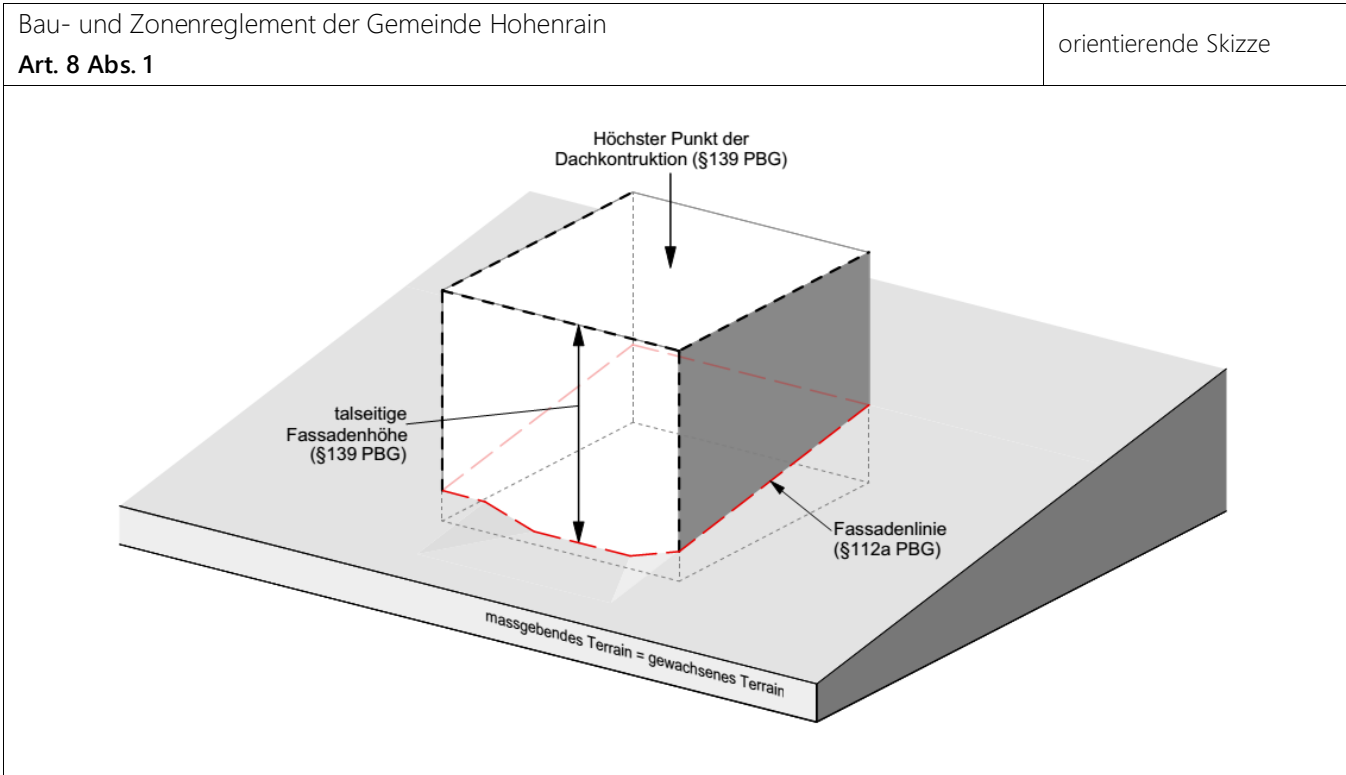 Bau- und Zonenreglement der Gemeinde Hohenrain
Art. 8 Abs. 1
orientierende Skizze
Höchster Punkt der
Dachkontruktion (§139 PBG)
talseitige
Fassadenhöhe
(§139 PBG)
Fassadenlinie
(§112a PBG)
massgebendes Terrain = gewachsenes Terrain